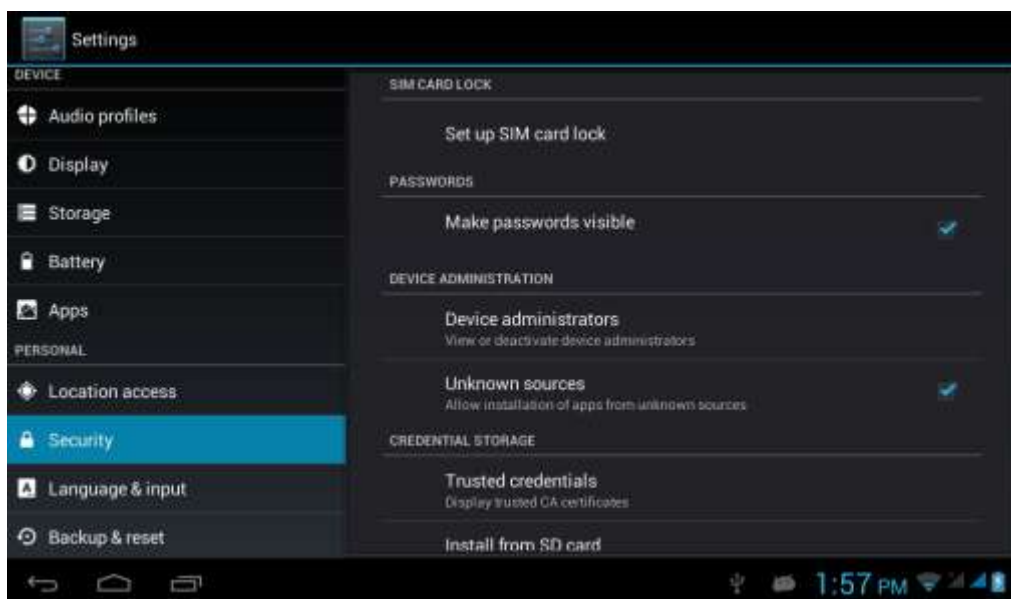 Settings
DEVICE
Audio profiles
Display
Storage
Battery
Apps
PERSONAL
Location access
Security
Language & input
Backup & reset
SIM CARD LOCK
Set up SIM card lock
PASSWORDS
Make passwords visible
DEVICE ADMINISTRATION
Device administrators
View or deactivate device administrators
Unknown sources
Allow installation of apps from unknown sources
CREDENTIAL STORAGE
Trusted credentials
Display trusted CA certificates
Install from SD card
1:57 PM